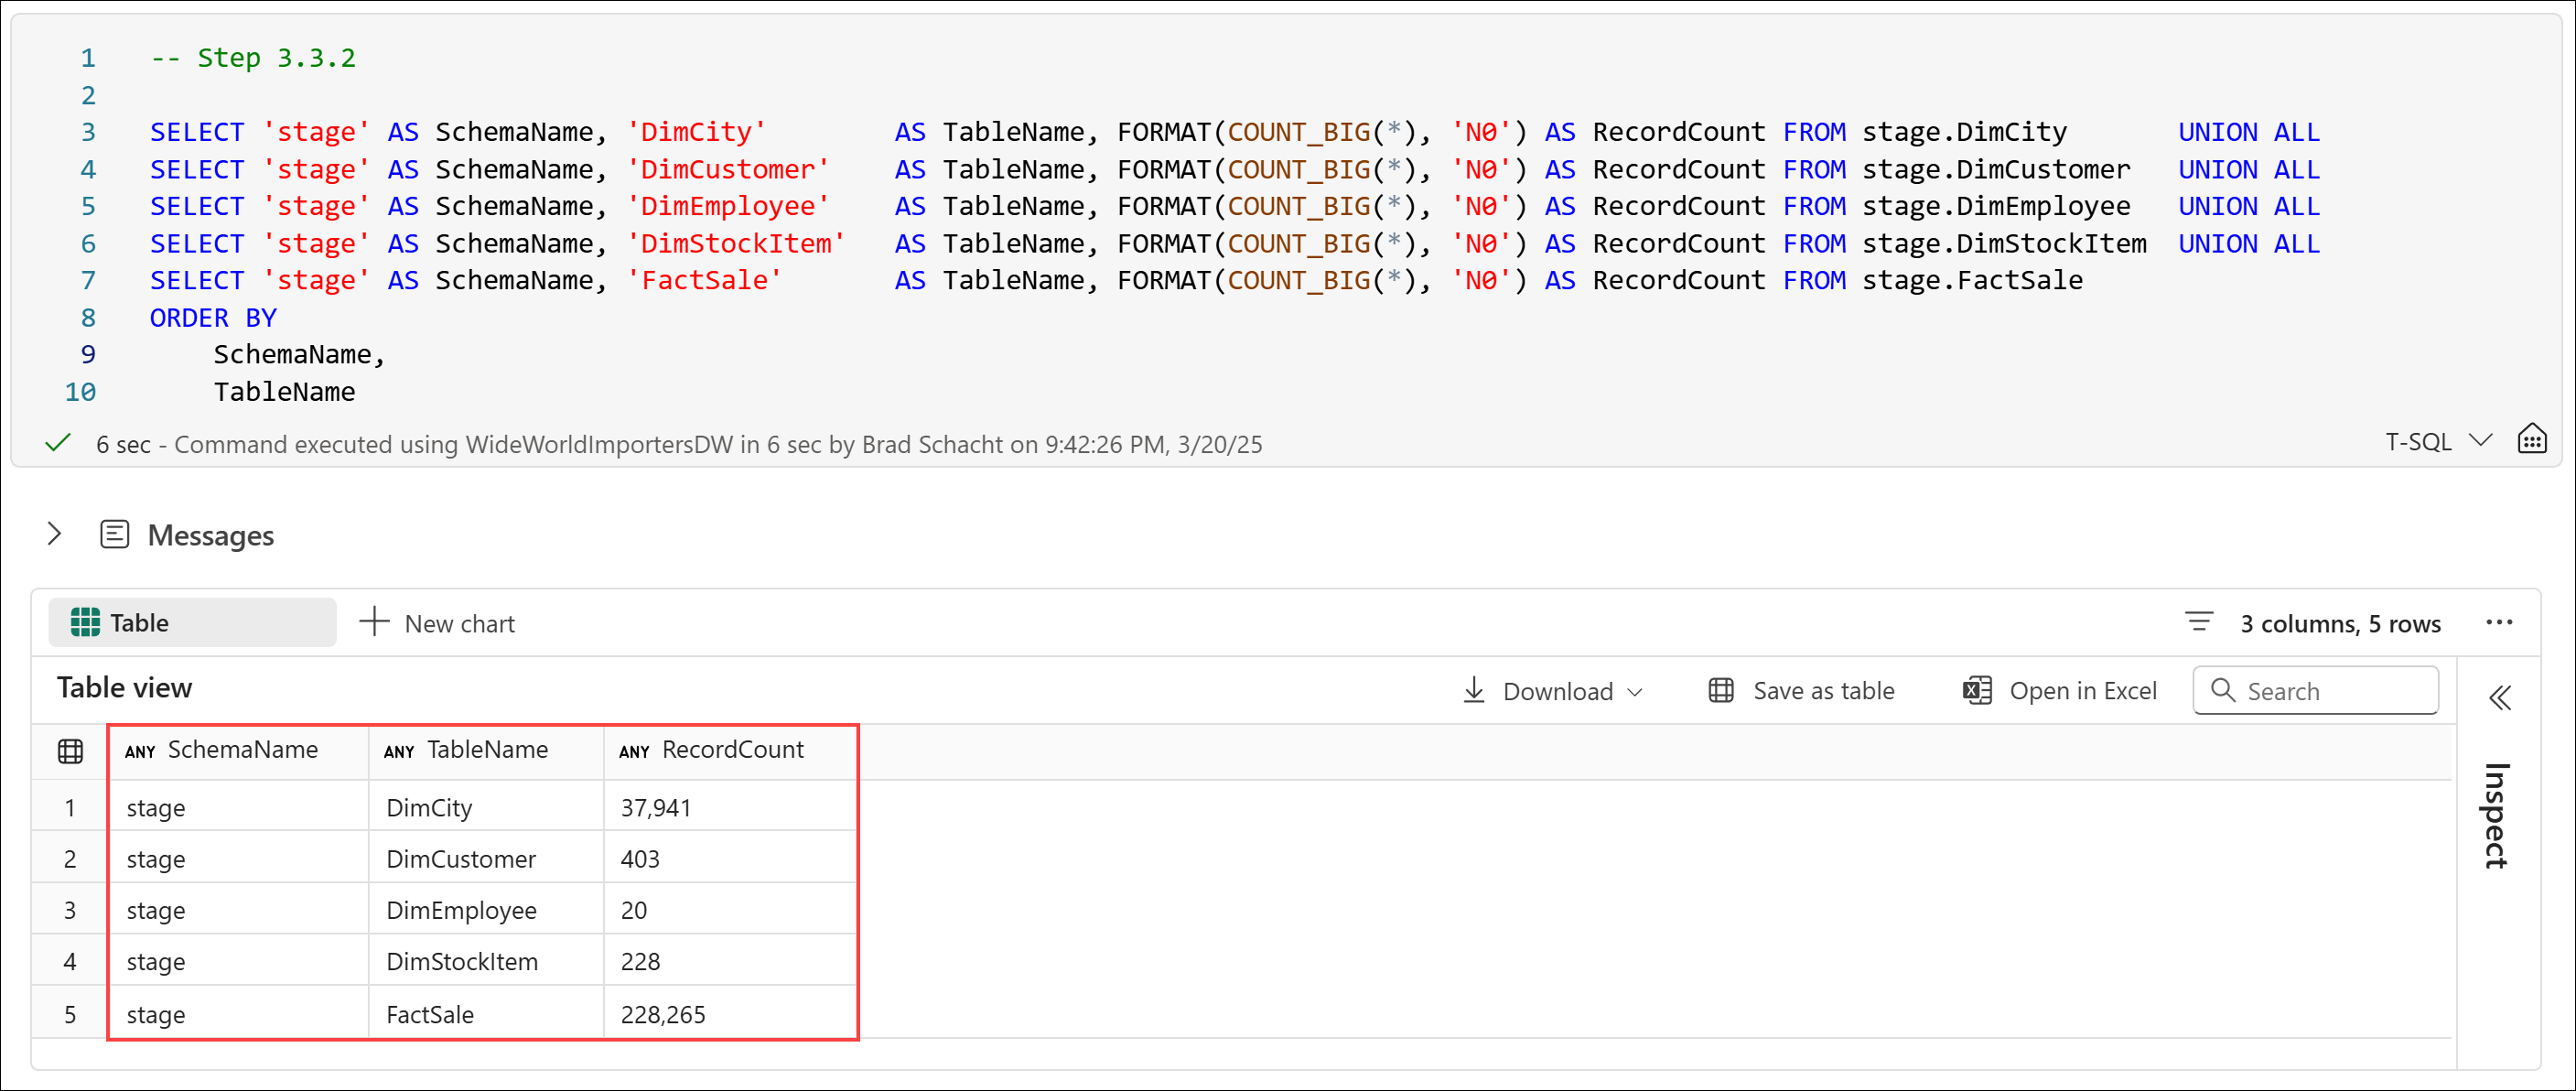 1 -- Step 3.3.2
2
3 SELECT 'stage' AS SchemaName, 'DimCity' AS TableName, FORMAT(COUNT_BIG(*), 'N0') AS RecordCount FROM stage.DimCity UNION ALL
4 SELECT 'stage' AS SchemaName, 'DimCustomer' AS TableName, FORMAT(COUNT_BIG(*), 'N0') AS RecordCount FROM stage.DimCustomer UNION ALL
5 SELECT 'stage' AS SchemaName, 'DimEmployee' AS TableName, FORMAT(COUNT_BIG(*), 'N0') AS RecordCount FROM stage.DimEmployee UNION ALL
6 SELECT 'stage' AS SchemaName, 'DimStockItem' AS TableName, FORMAT(COUNT_BIG(*), 'N0') AS RecordCount FROM stage.DimStockItem UNION ALL
7 SELECT 'stage' AS SchemaName, 'FactSale' AS TableName, FORMAT(COUNT_BIG(*), 'N0') AS RecordCount FROM stage.FactSale
8 ORDER BY
9 SchemaName,
10 TableName
6 sec - Command executed using WideWorldImportersDW in 6 sec by Brad Schacht on 9:42:26 PM, 3/20/25 T-SQL
Messages
Table New chart 3 columns, 5 rows
Table view Download Save as table Open in Excel Search
ANY SchemaName ANY TableName ANY RecordCount
1 stage DimCity 37,941
2 stage DimCustomer 403
3 stage DimEmployee 20
4 stage DimStockItem 228
5 stage FactSale 228,265
Inspect